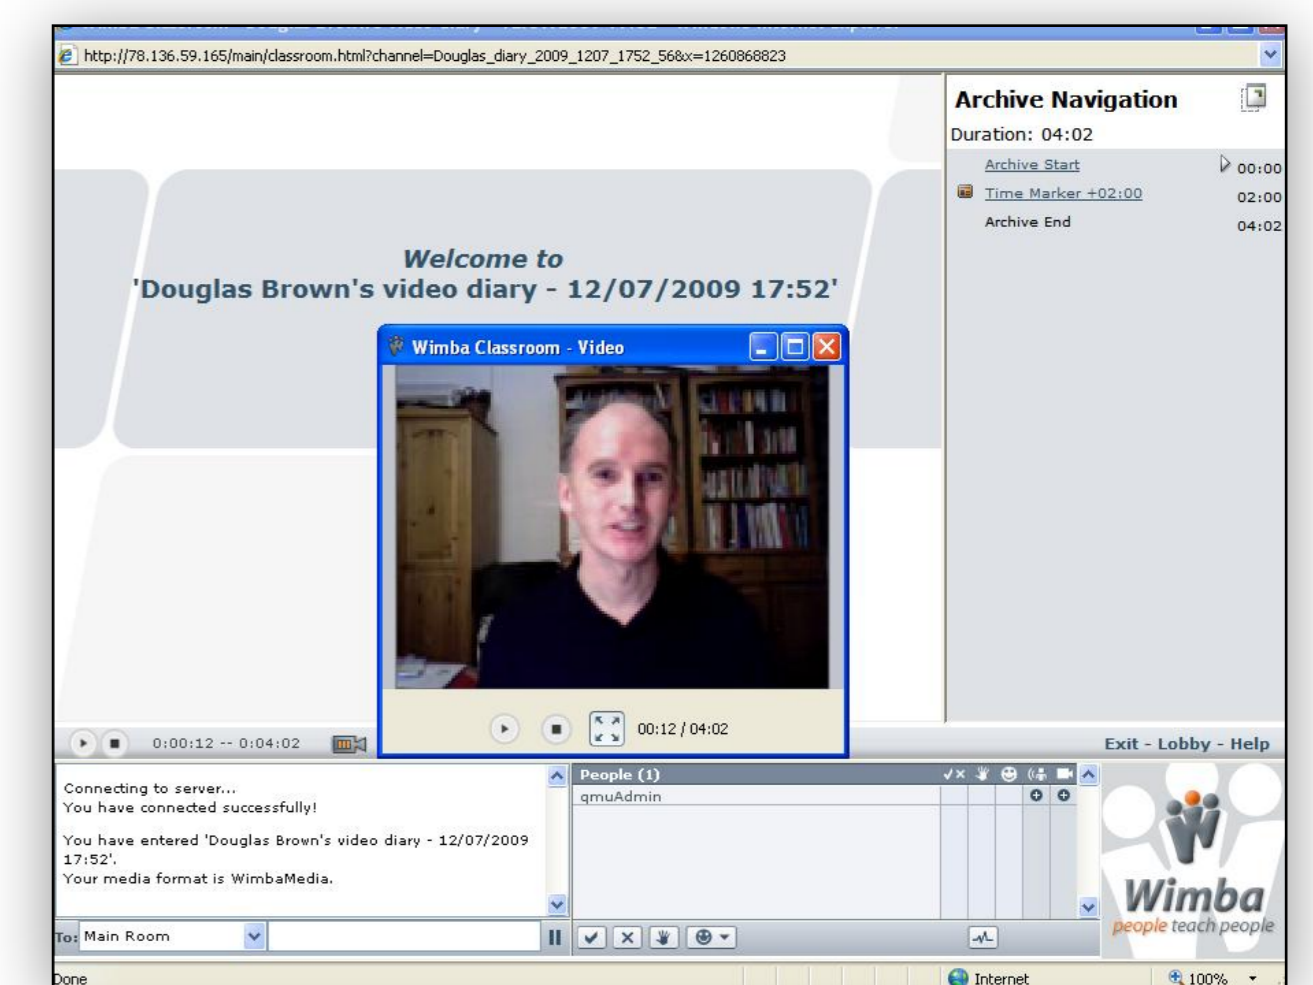 http://78.136.59.165/main/classroom.html?channel=Douglas_diary_2009_1207_1752_56&x=1260868823
Archive Navigation
Duration: 04:02
Archive Start 00:00
Time Marker +02:00 02:00
Archive End 04:02
Welcome to
'Douglas Brown's video diary - 12/07/2009 17:52'
Wimba Classroom - Video
00:12 / 04:02
0:00:12 -- 0:04:02
Exit - Lobby - Help
Connecting to server...
You have connected successfully!
You have entered 'Douglas Brown's video diary - 12/07/2009
17:52'.
Your media format is WimbaMedia.
People (1)
qmuAdmin
To: Main Room
Wimba
people teach people
Done
Internet
100%